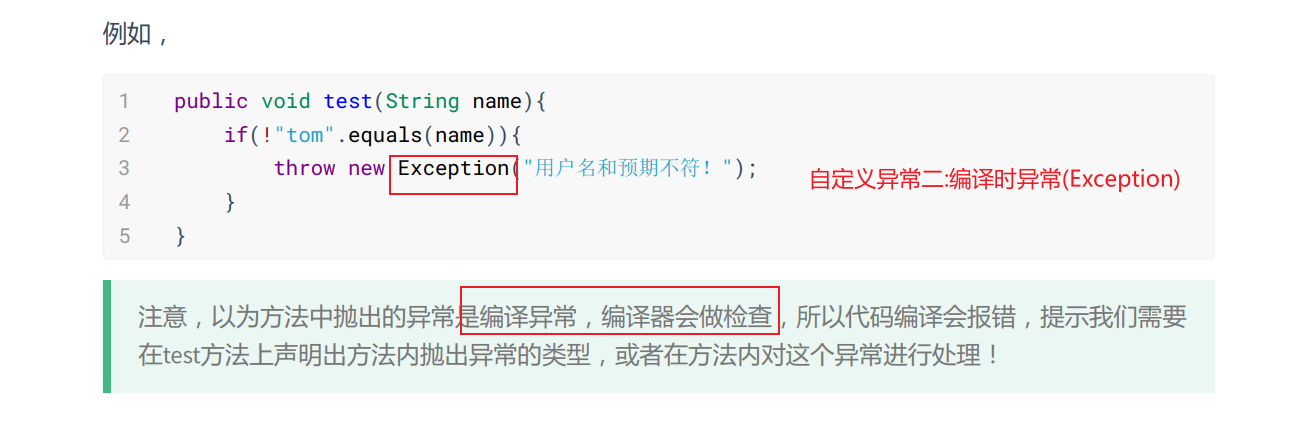 例如，
1 public void test(String name){
2 if(!"tom".equals(name)){
3 throw new Exception("用户名和预期不符！");
自定义异常二:编译时异常(Exception)
4 }
5 }
注意，以为方法中抛出的异常是编译异常，编译器会做检查，所以代码编译会报错，提示我们需要
在test方法上声明出方法内抛出异常的类型，或者在方法内对这个异常进行处理！